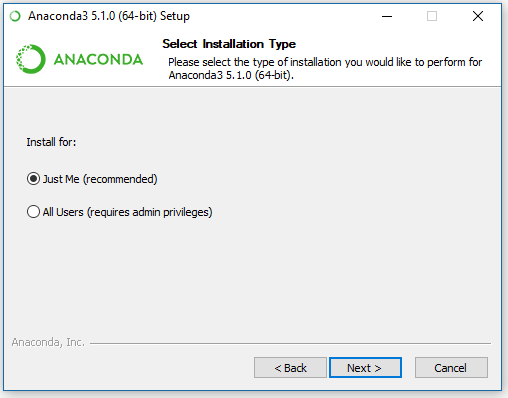 Anaconda3 5.1.0 (64-bit) Setup
ANACONDA
Select Installation Type
Please select the type of installation you would like to perform for
Anaconda3 5.1.0 (64-bit).
Install for:
Just Me (recommended)
All Users (requires admin privileges)
Anaconda, Inc.
< Back
Next >
Cancel